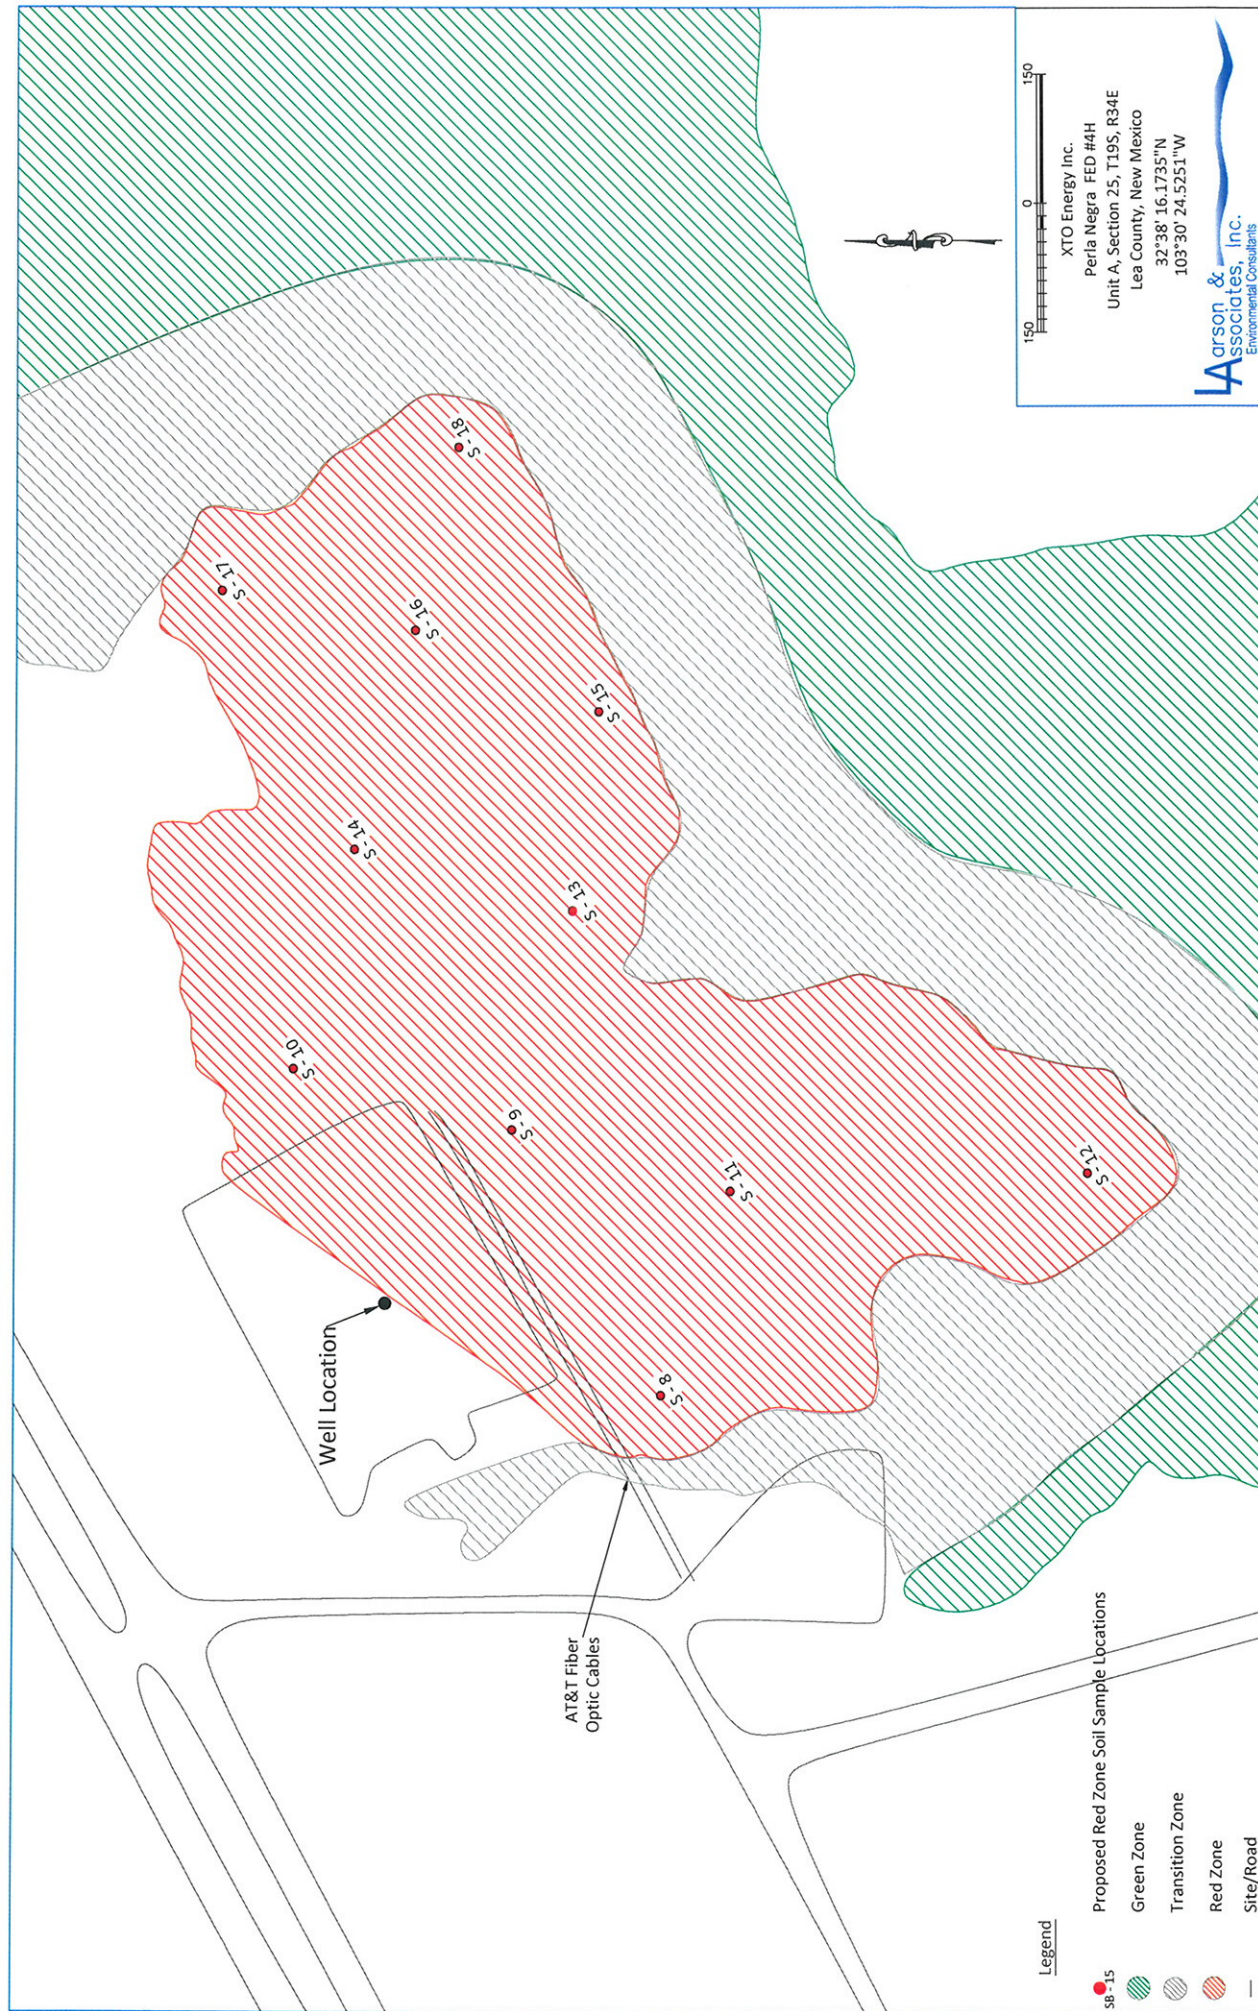 S - 17
S - 18
S - 16
S - 15
S - 14
S - 13
S - 10
S - 9
S - 11
S - 12
S - 8
Well Location
AT&T Fiber
Optic Cables
Legend
SB - 15
Proposed Red Zone Soil Sample Locations
Green Zone
Transition Zone
Red Zone
Site/Road
150 0 150
XTO Energy Inc.
Perla Negra FED #4H
Unit A, Section 25, T19S, R34E
Lea County, New Mexico
32°38' 16.1735"N
103°30' 24.5251"W
Larson &
Associates, Inc.
Environmental Consultants